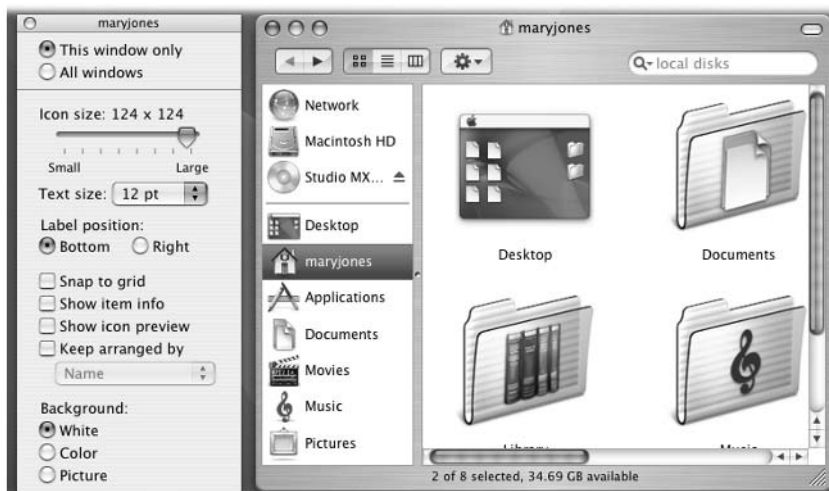 maryjones
This window only
All windows
Icon size: 124 x 124
Small Large
Text size: 12 pt
Label position:
Bottom Right
Snap to grid
Show item info
Show icon preview
Keep arranged by
Name
Background:
White
Color
Picture
maryjones
local disks
Network
Macintosh HD
Studio MX...
Desktop
maryjones
Applications
Documents
Movies
Music
Pictures
Desktop
Documents
Library
Music
2 of 8 selected, 34.69 GB available